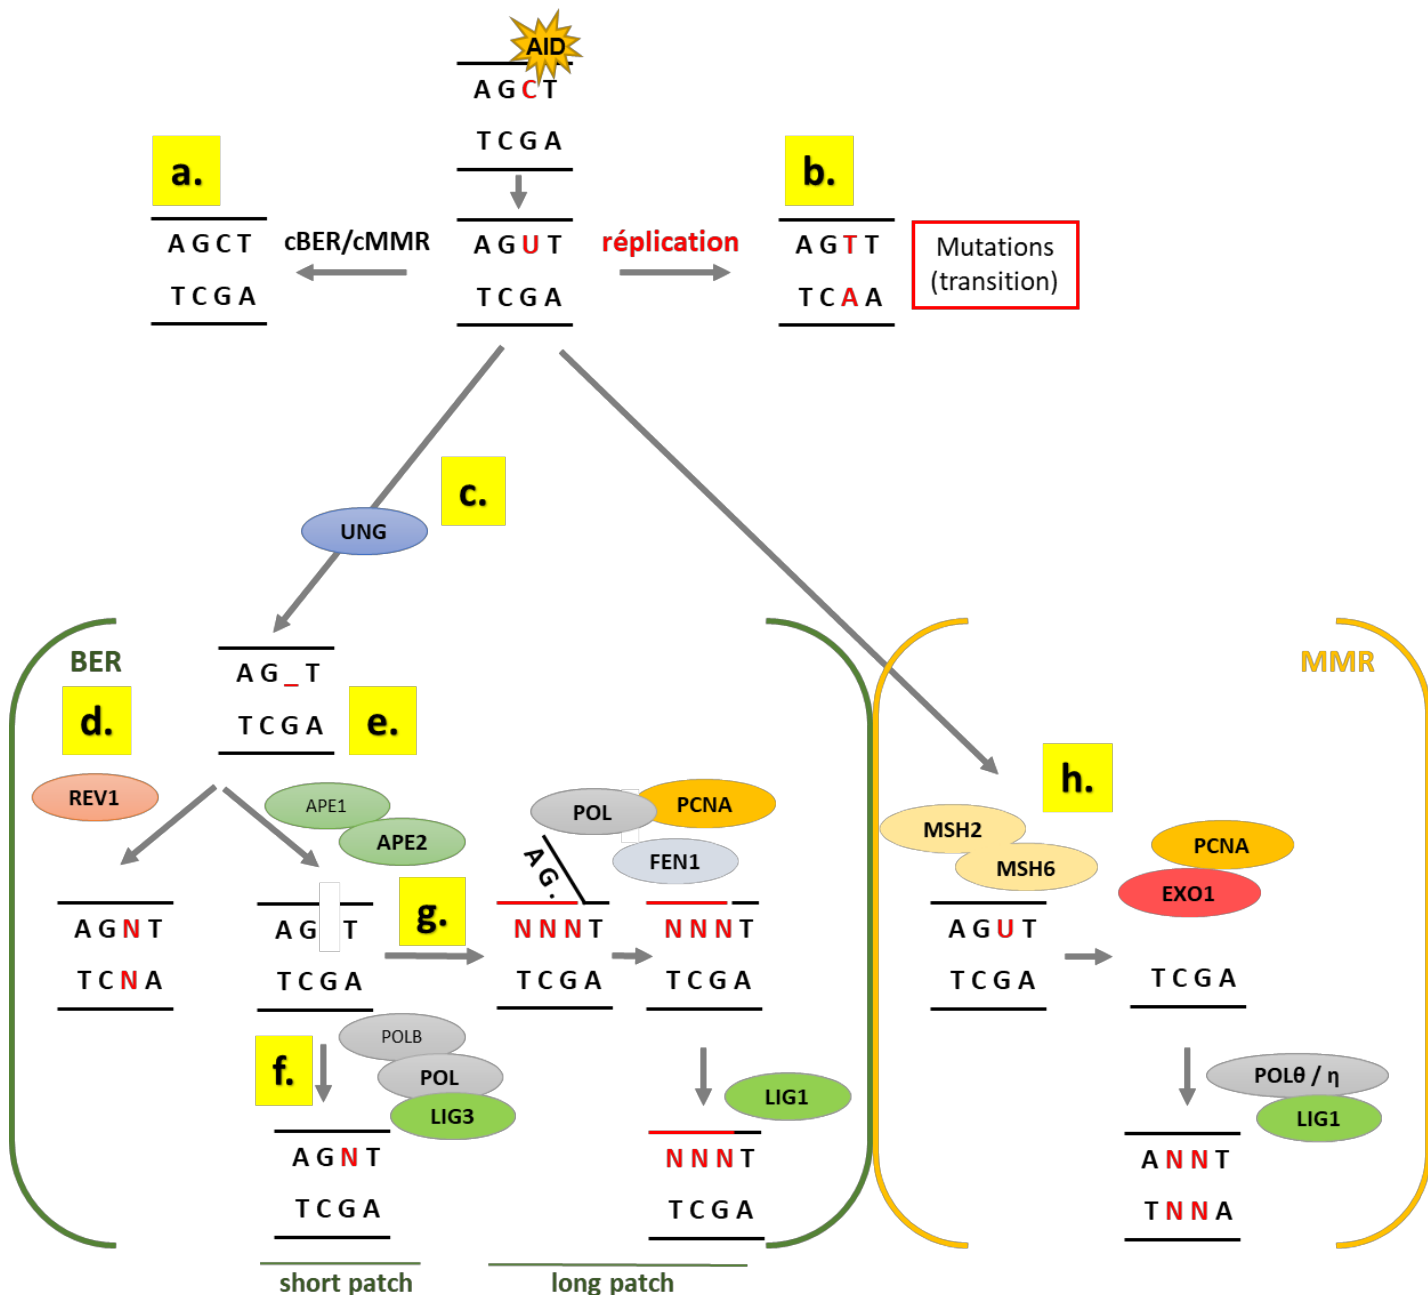 AID
A G C T
T C G A
a.
b.
A G C T
T C G A
cBER/cMMR
A G U T
T C G A
réplication
A G T T
T C A A
Mutations
(transition)
c.
UNG
BER
MMR
A G _ T
T C G A
d.
e.
h.
REV1
APE1
APE2
POL
PCNA
FEN1
MSH2
MSH6
PCNA
EXO1
A G N T
T C N A
A G T
T C G A
g.
A G .
N N N T
T C G A
N N N T
T C G A
A G U T
T C G A
T C G A
f.
POLB
POL
LIG3
LIG1
POLθ / η
LIG1
A G N T
T C G A
N N N T
T C G A
A N N T
T N N A
short patch
long patch